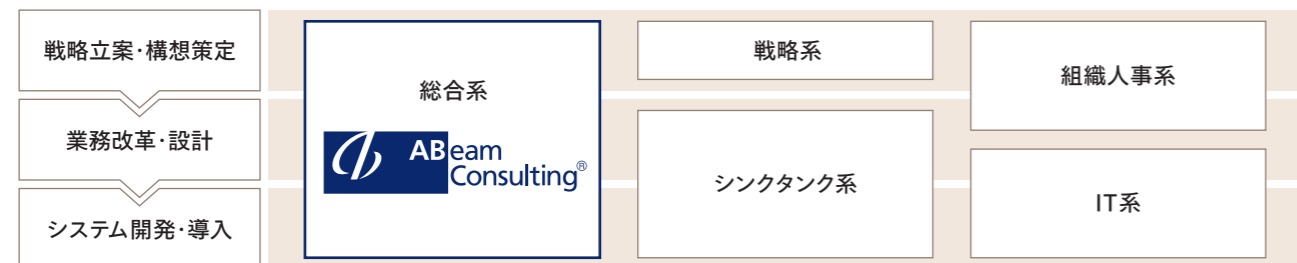 戦略立案・構想策定
業務改革・設計
システム開発・導入
総合系
ABeam
Consulting®
戦略系
シンクタンク系
組織人事系
IT系